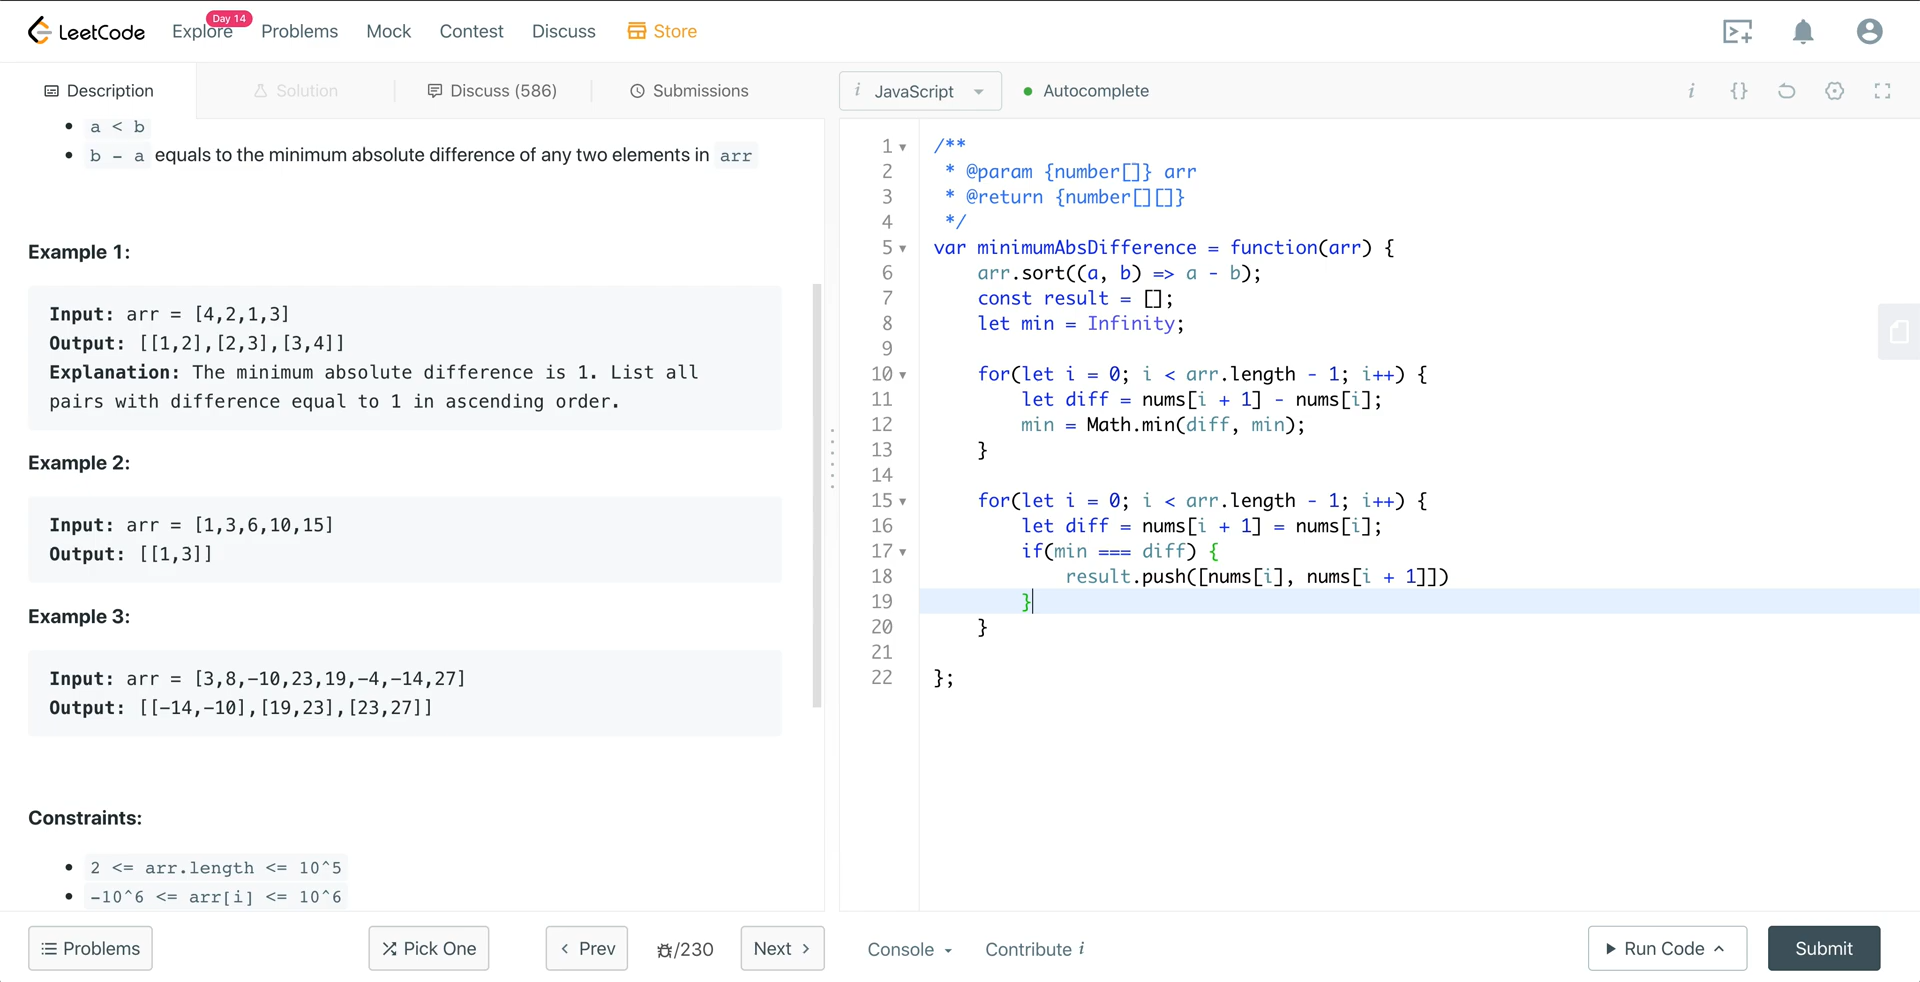 LeetCode
Explore
Day 14
Problems
Mock
Contest
Discuss
Store
Description
Solution
Discuss (586)
Submissions
i JavaScript
Autocomplete
i {}
a < b
b - a equals to the minimum absolute difference of any two elements in arr
Example 1:
Input: arr = [4,2,1,3]
Output: [[1,2],[2,3],[3,4]]
Explanation: The minimum absolute difference is 1. List all
pairs with difference equal to 1 in ascending order.
Example 2:
Input: arr = [1,3,6,10,15]
Output: [[1,3]]
Example 3:
Input: arr = [3,8,-10,23,19,-4,-14,27]
Output: [[-14,-10],[19,23],[23,27]]
Constraints:
2 <= arr.length <= 10^5
-10^6 <= arr[i] <= 10^6
1 /**
2 * @param {number[]} arr
3 * @return {number[][]}
4 */
5 var minimumAbsDifference = function(arr) {
6 arr.sort((a, b) => a - b);
7 const result = [];
8 let min = Infinity;
9
10 for(let i = 0; i < arr.length - 1; i++) {
11 let diff = nums[i + 1] - nums[i];
12 min = Math.min(diff, min);
13 }
14
15 for(let i = 0; i < arr.length - 1; i++) {
16 let diff = nums[i + 1] = nums[i];
17 if(min === diff) {
18 result.push([nums[i], nums[i + 1]])
19 }
20 }
21
22 };
Problems
Pick One
Prev
/230
Next
Console
Contribute i
Run Code
Submit